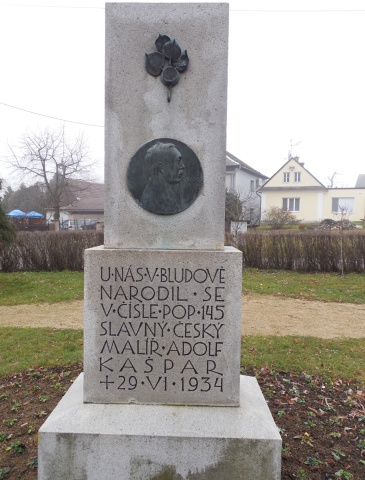 U·NÁS·V·BLUDOVĚ
NARODIL·SE
V·ČÍSLE·POP·145
SLAVNÝ·ČESKÝ
MALÍŘ·ADOLF
KAŠPAR
+29·VI·1934